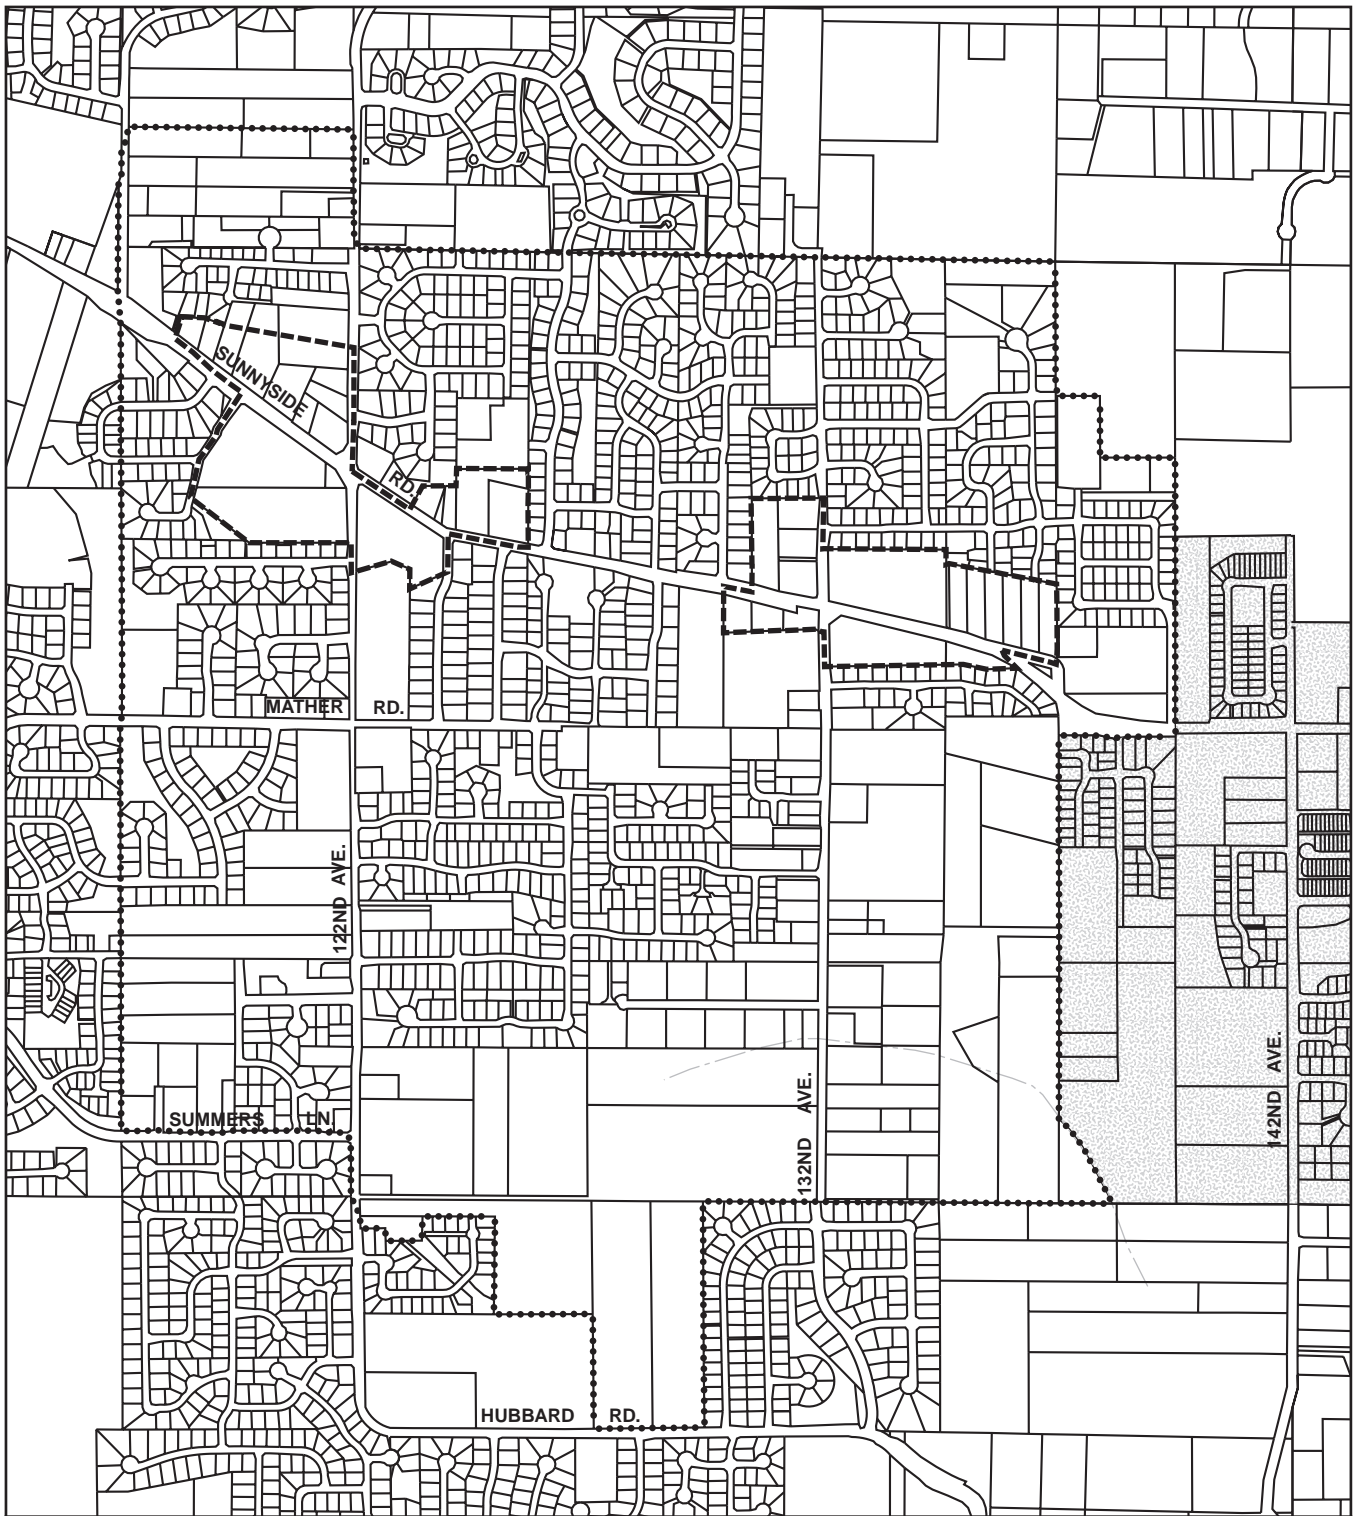 SUNNYSIDE
RD.
MATHER RD.
122ND AVE.
132ND AVE.
142ND AVE.
SUMMERS LN.
HUBBARD RD.